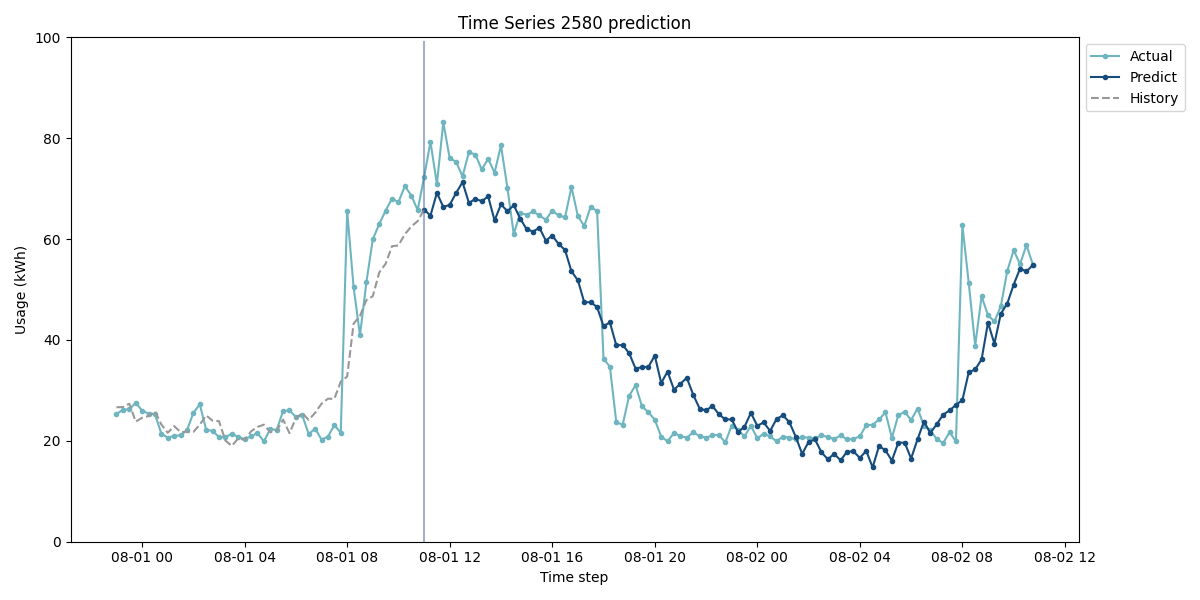 Time Series 2580 prediction
100
80
60
40
20
0
Usage (kWh)
08-01 00 08-01 04 08-01 08 08-01 12 08-01 16 08-01 20 08-02 00 08-02 04 08-02 08 08-02 12
Time step
Actual
Predict
History